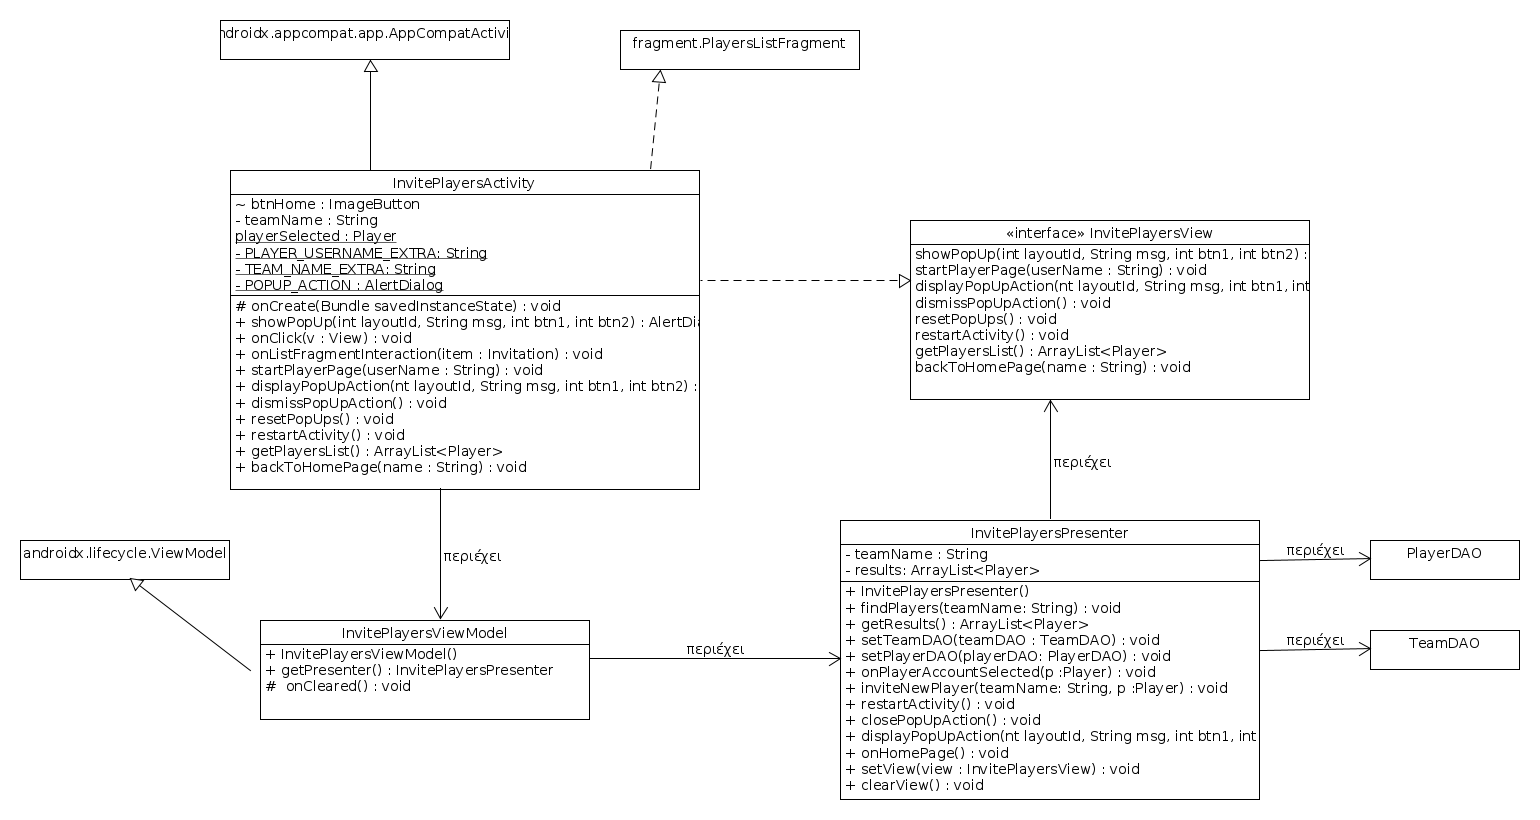 ndroidx.appcompat.app.AppCompatActivi
fragment.PlayersListFragment
InvitePlayersActivity
~ btnHome : ImageButton
- teamName : String
playerSelected : Player
- PLAYER_USERNAME_EXTRA: String
- TEAM_NAME_EXTRA: String
- POPUP_ACTION : AlertDialog
# onCreate(Bundle savedInstanceState) : void
+ showPopUp(int layoutId, String msg, int btn1, int btn2) : AlertDia
+ onClick(v : View) : void
+ onListFragmentInteraction(item : Invitation) : void
+ startPlayerPage(userName : String) : void
+ displayPopUpAction(nt layoutId, String msg, int btn1, int btn2) :
+ dismissPopUpAction() : void
+ resetPopUps() : void
+ restartActivity() : void
+ getPlayersList() : ArrayList<Player>
+ backToHomePage(name : String) : void
«interface» InvitePlayersView
showPopUp(int layoutId, String msg, int btn1, int btn2) :
startPlayerPage(userName : String) : void
displayPopUpAction(nt layoutId, String msg, int btn1, int
dismissPopUpAction() : void
resetPopUps() : void
restartActivity() : void
getPlayersList() : ArrayList<Player>
backToHomePage(name : String) : void
περιέχει
περιέχει
androidx.lifecycle.ViewModel
InvitePlayersViewModel
+ InvitePlayersViewModel()
+ getPresenter() : InvitePlayersPresenter
#  onCleared() : void
περιέχει
InvitePlayersPresenter
- teamName : String
- results: ArrayList<Player>
+ InvitePlayersPresenter()
+ findPlayers(teamName: String) : void
+ getResults() : ArrayList<Player>
+ setTeamDAO(teamDAO : TeamDAO) : void
+ setPlayerDAO(playerDAO: PlayerDAO) : void
+ onPlayerAccountSelected(p :Player) : void
+ inviteNewPlayer(teamName: String, p :Player) : void
+ restartActivity() : void
+ closePopUpAction() : void
+ displayPopUpAction(nt layoutId, String msg, int btn1, int
+ onHomePage() : void
+ setView(view : InvitePlayersView) : void
+ clearView() : void
περιέχει
PlayerDAO
περιέχει
TeamDAO